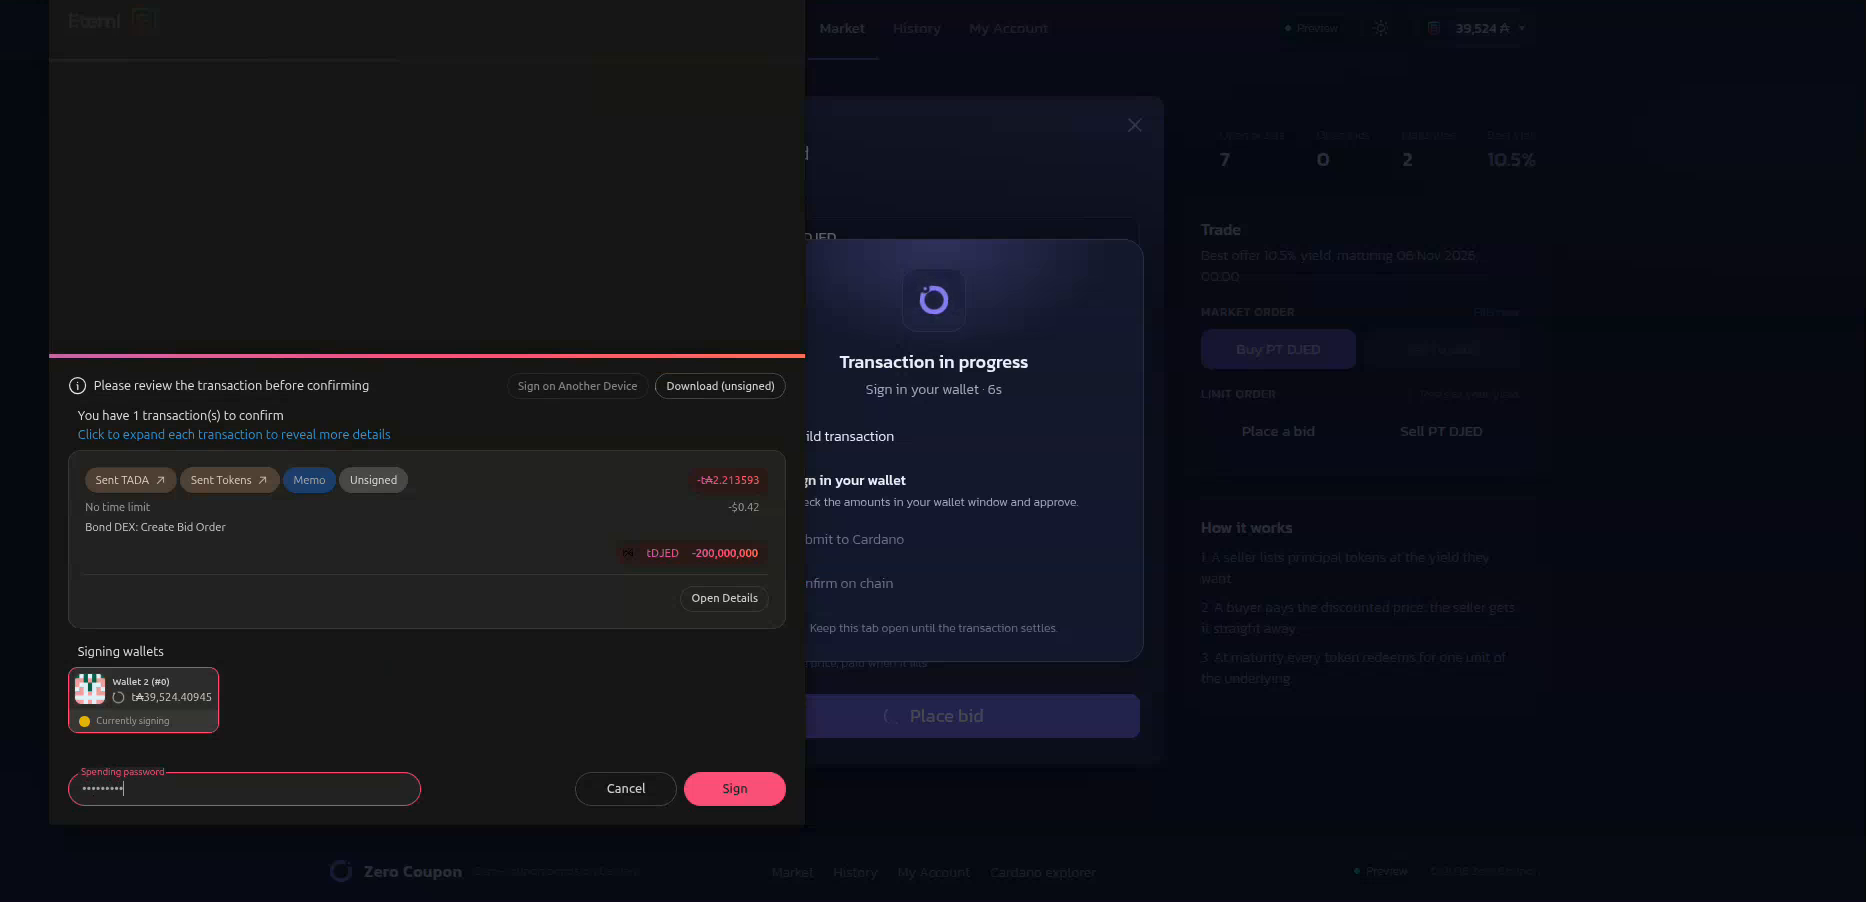 Eternl
Market
History
My Account
Preview
39,524 ₳
7
0
2
10.5%
DJED
Trade
Best offer 10.5% yield, maturing 06 Nov 2026,
00:00
MARKET ORDER
Buy PT DJED
LIMIT ORDER
Place a bid
Sell PT DJED
Transaction in progress
Sign in your wallet · 6s
ild transaction
gn in your wallet
eck the amounts in your wallet window and approve.
bmit to Cardano
nfirm on chain
Keep this tab open until the transaction settles.
Place bid
How it works
1. A seller lists principal tokens at the yield they
want.
2. A buyer pays the discounted price; the seller gets
it straight away.
3. At maturity every token redeems for one unit of
the underlying.
Please review the transaction before confirming
Sign on Another Device
Download (unsigned)
You have 1 transaction(s) to confirm
Click to expand each transaction to reveal more details
Sent TADA
Sent Tokens
Memo
Unsigned
-t₳2.213593
No time limit
-$0.42
Bond DEX: Create Bid Order
tDJED -200,000,000
Open Details
Signing wallets
Wallet 2 (#0)
t₳39,524.40945
Currently signing
Spending password
•••••••••
Cancel
Sign
Zero Coupon
Market
History
My Account
Cardano explorer
Preview